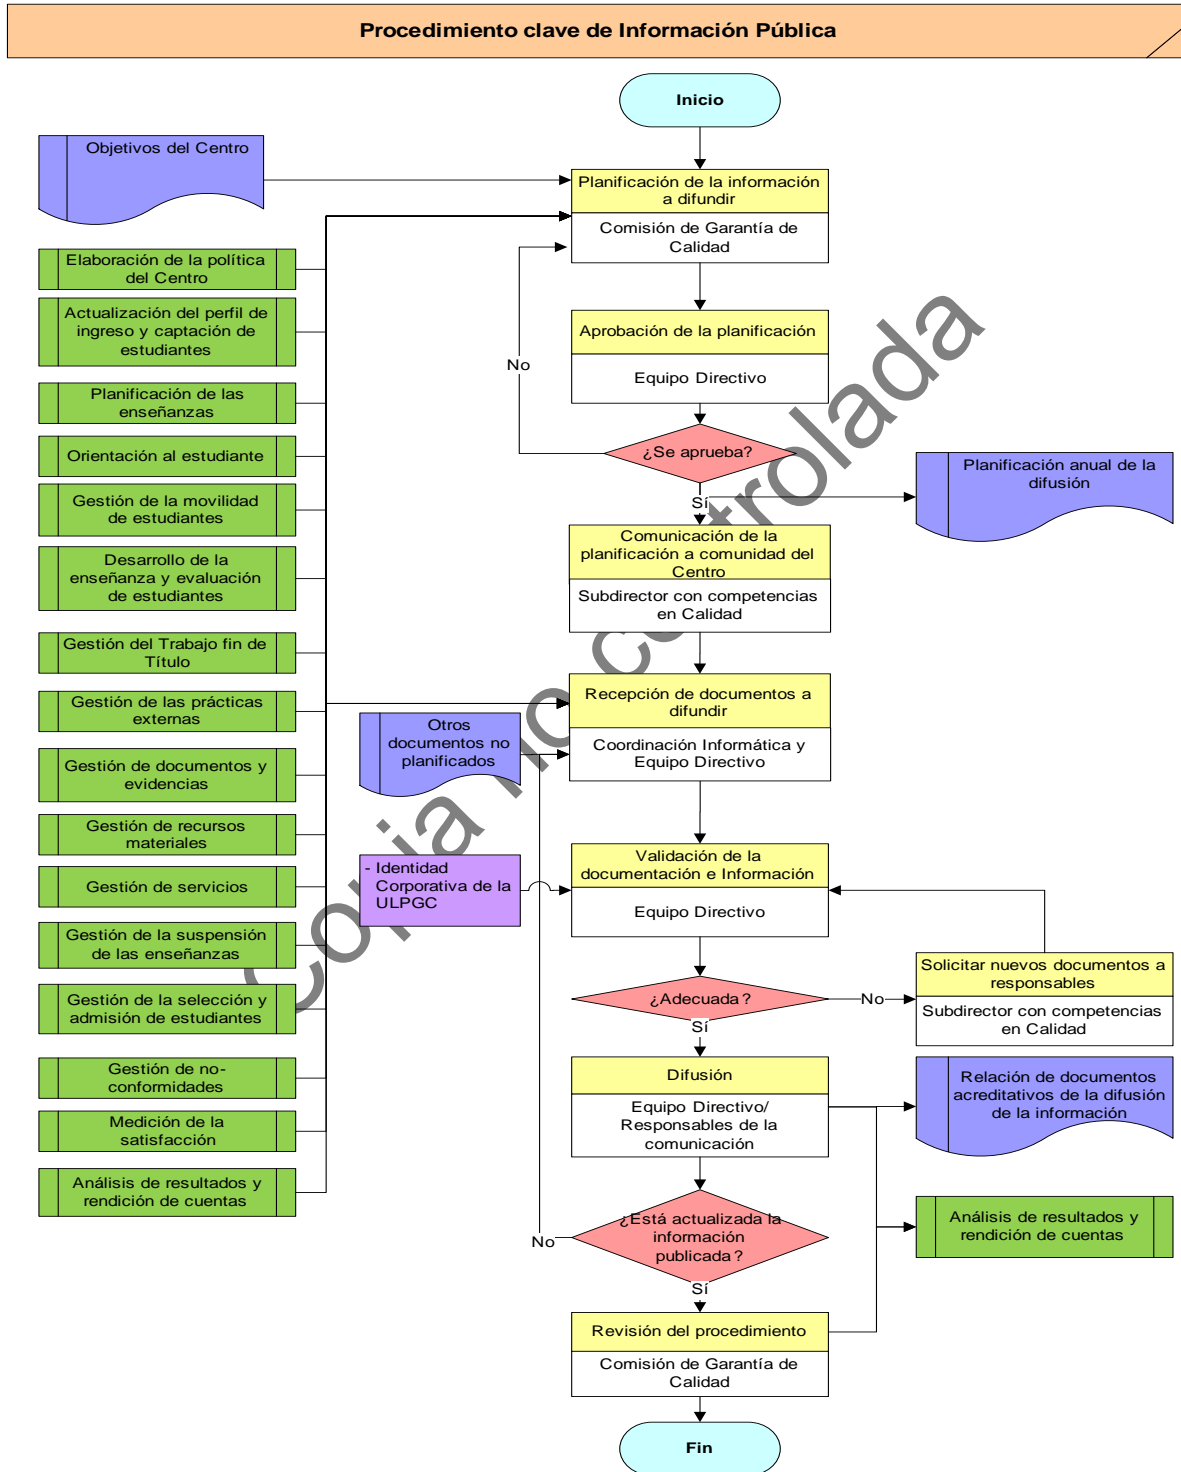 Procedimiento clave de Información Pública
Inicio
Objetivos del Centro
Planificación de la información
a difundir
Comisión de Garantía de
Calidad
Elaboración de la política
del Centro
Actualización del perfil de
ingreso y captación de
estudiantes
Aprobación de la planificación
Equipo Directivo
No
Planificación de las
enseñanzas
Orientación al estudiante
¿Se aprueba?
Planificación anual de la
difusión
Sí
Gestión de la movilidad
de estudiantes
Comunicación de la
planificación a comunidad del
Centro
Subdirector con competencias
en Calidad
Desarrollo de la
enseñanza y evaluación
de estudiantes
Gestión del Trabajo fin de
Título
Gestión de las prácticas
externas
Recepción de documentos a
difundir
Coordinación Informática y
Equipo Directivo
Otros
documentos no
planificados
Gestión de documentos y
evidencias
Gestión de recursos
materiales
Gestión de servicios
- Identidad
Corporativa de la
ULPGC
Validación de la
documentación e Información
Equipo Directivo
Gestión de la suspensión
de las enseñanzas
Gestión de la selección y
admisión de estudiantes
¿Adecuada?
No
Solicitar nuevos documentos a
responsables
Subdirector con competencias
en Calidad
Sí
Gestión de no-
conformidades
Difusión
Equipo Directivo/
Responsables de la
comunicación
Relación de documentos
acreditativos de la difusión
de la información
Medición de la
satisfacción
Análisis de resultados y
rendición de cuentas
¿Está actualizada la
información
publicada?
No
Análisis de resultados y
rendición de cuentas
Sí
Revisión del procedimiento
Comisión de Garantía de
Calidad
Fin
Copia no controlada